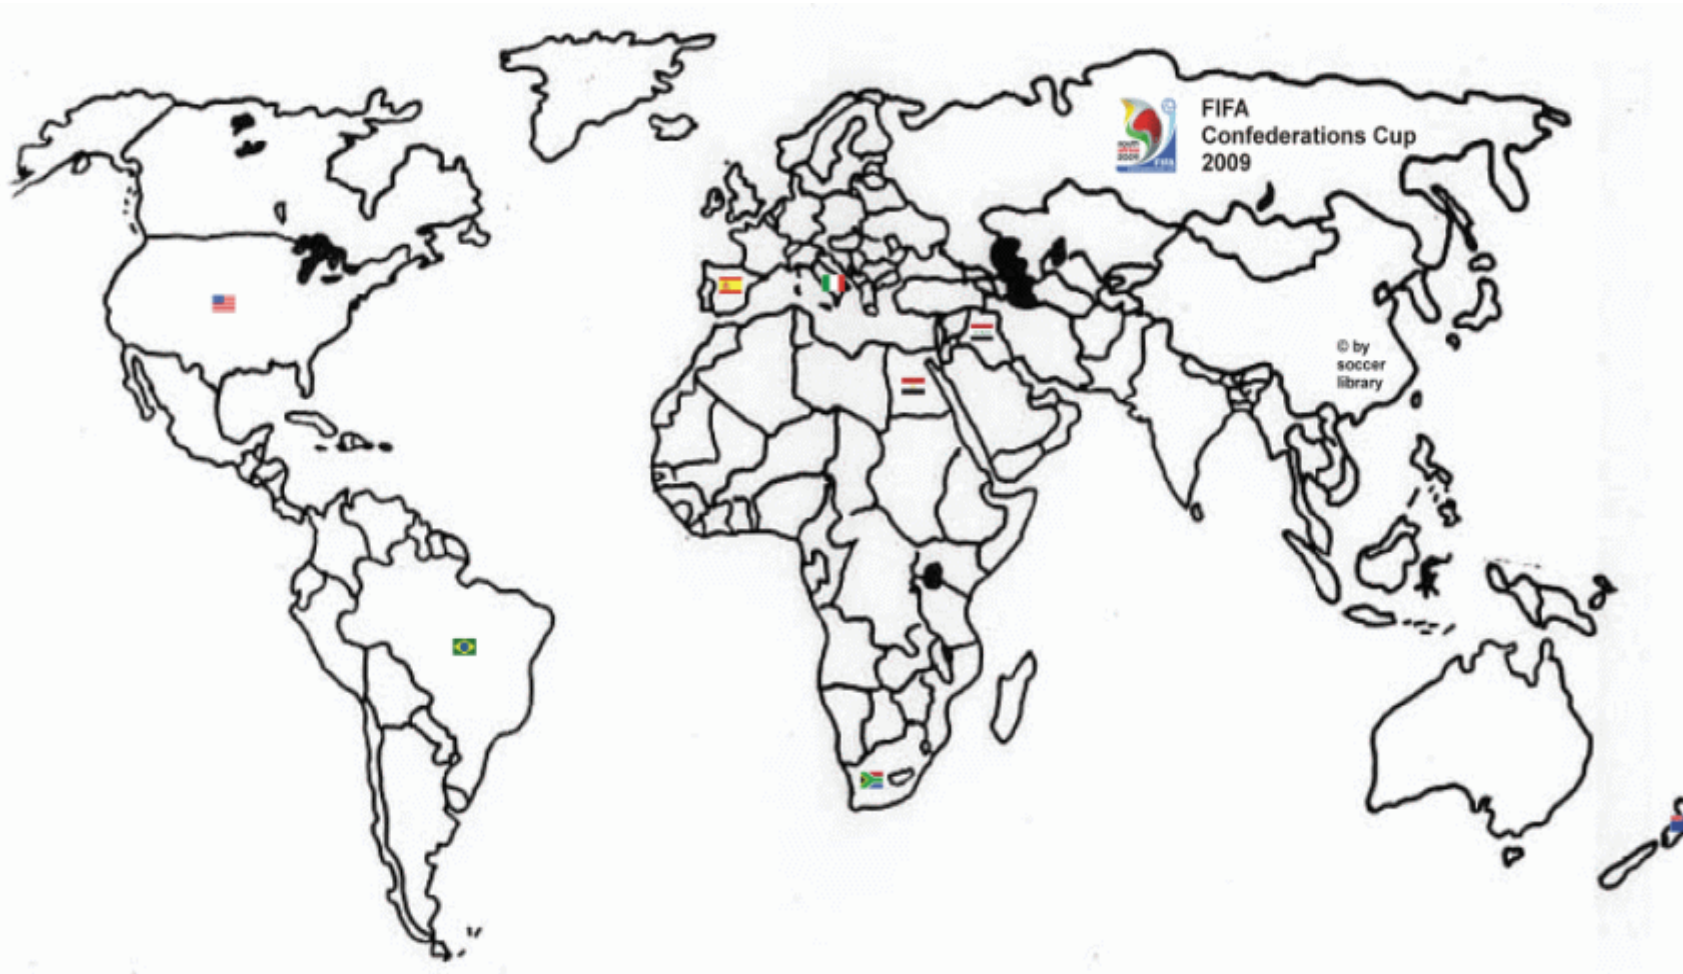 FIFA
Confederations Cup
2009
© by
soccer
library